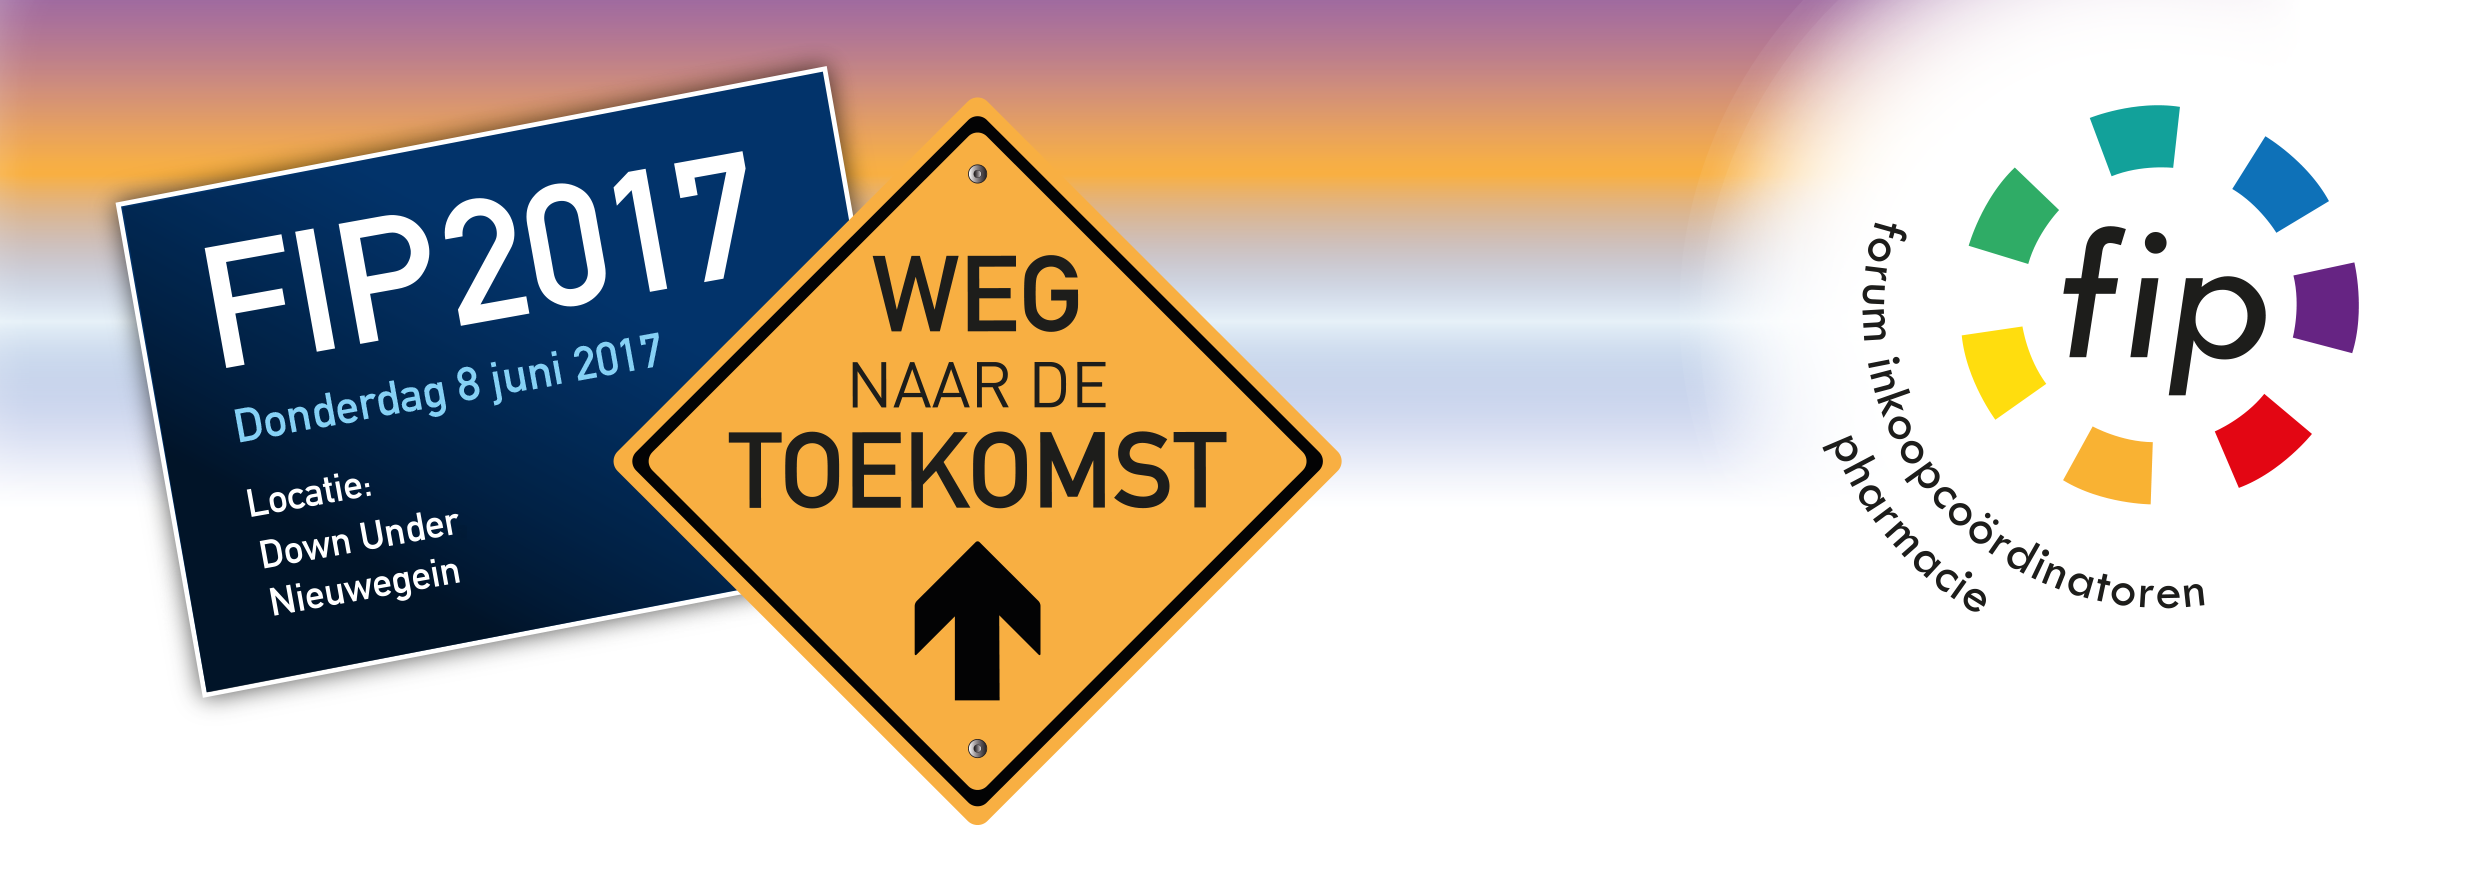 FIP2017
Donderdag 8 juni 2017
Locatie:
Down Under
Nieuwegein
WEG
NAAR DE
TOEKOMST
fip
forum inkoopcoördinatoren
pharmacie